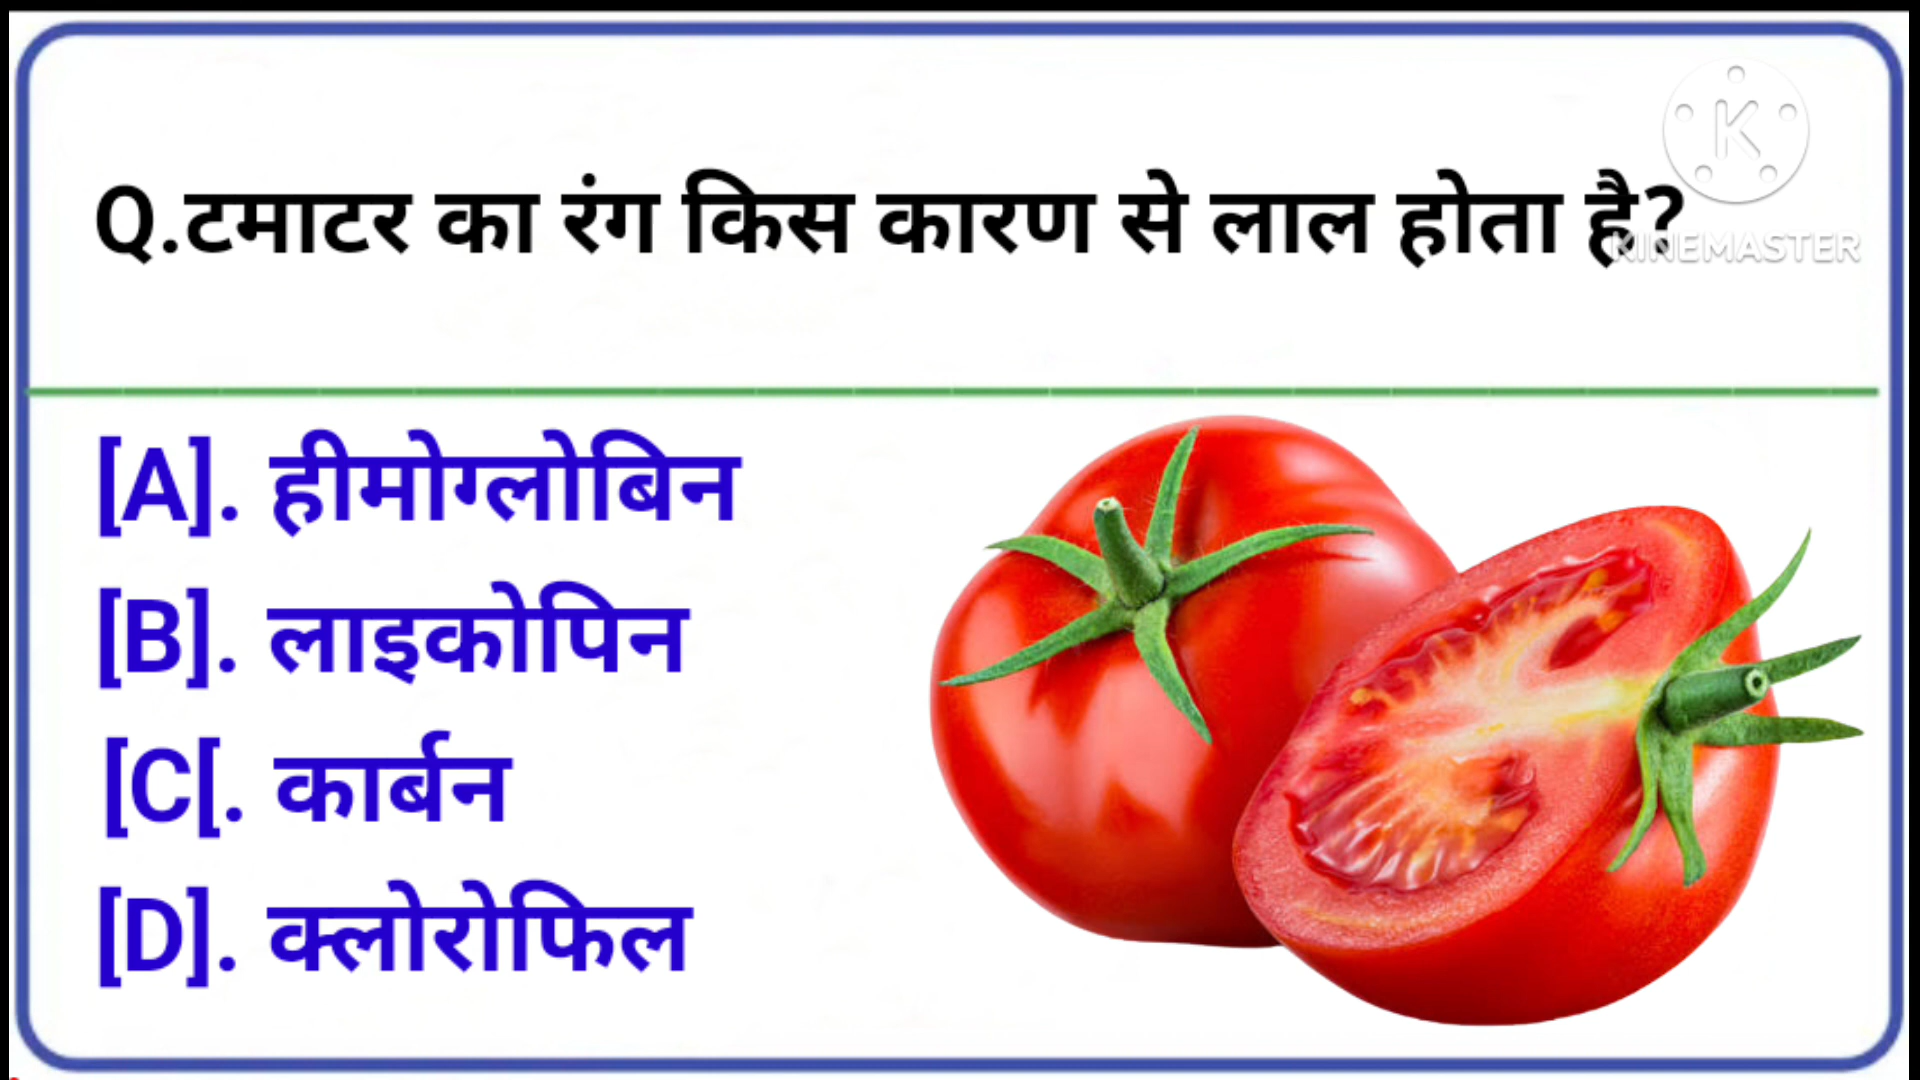 Q.टमाटर का रंग किस कारण से लाल होता है?
K
KINEMASTER
[A]. हीमोग्लोबिन
[B]. लाइकोपिन
[C[. कार्बन
[D]. क्लोरोफिल